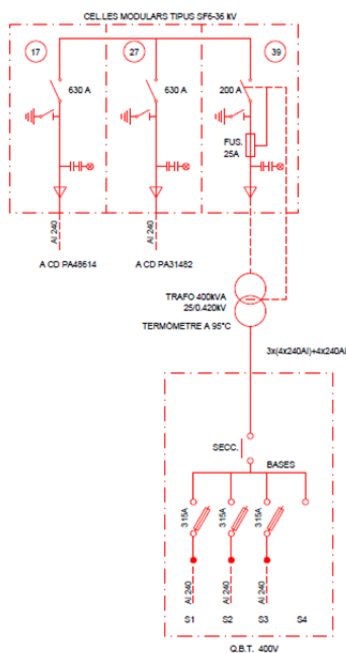 CEL.LES MODULARS TIPUS SF6-36 kV
17
27
39
630 A
630 A
200 A
FUS.
25A
Al 240
Al 240
A CD PA48614
A CD PA31482
TRAFO 400kVA
25/0.420kV
TERMÒMETRE A 95°C
3x(4x240Al)+4x240Al
SECC.
BASES
315A
315A
315A
Al 240
Al 240
Al 240
S1
S2
S3
S4
Q.B.T. 400V